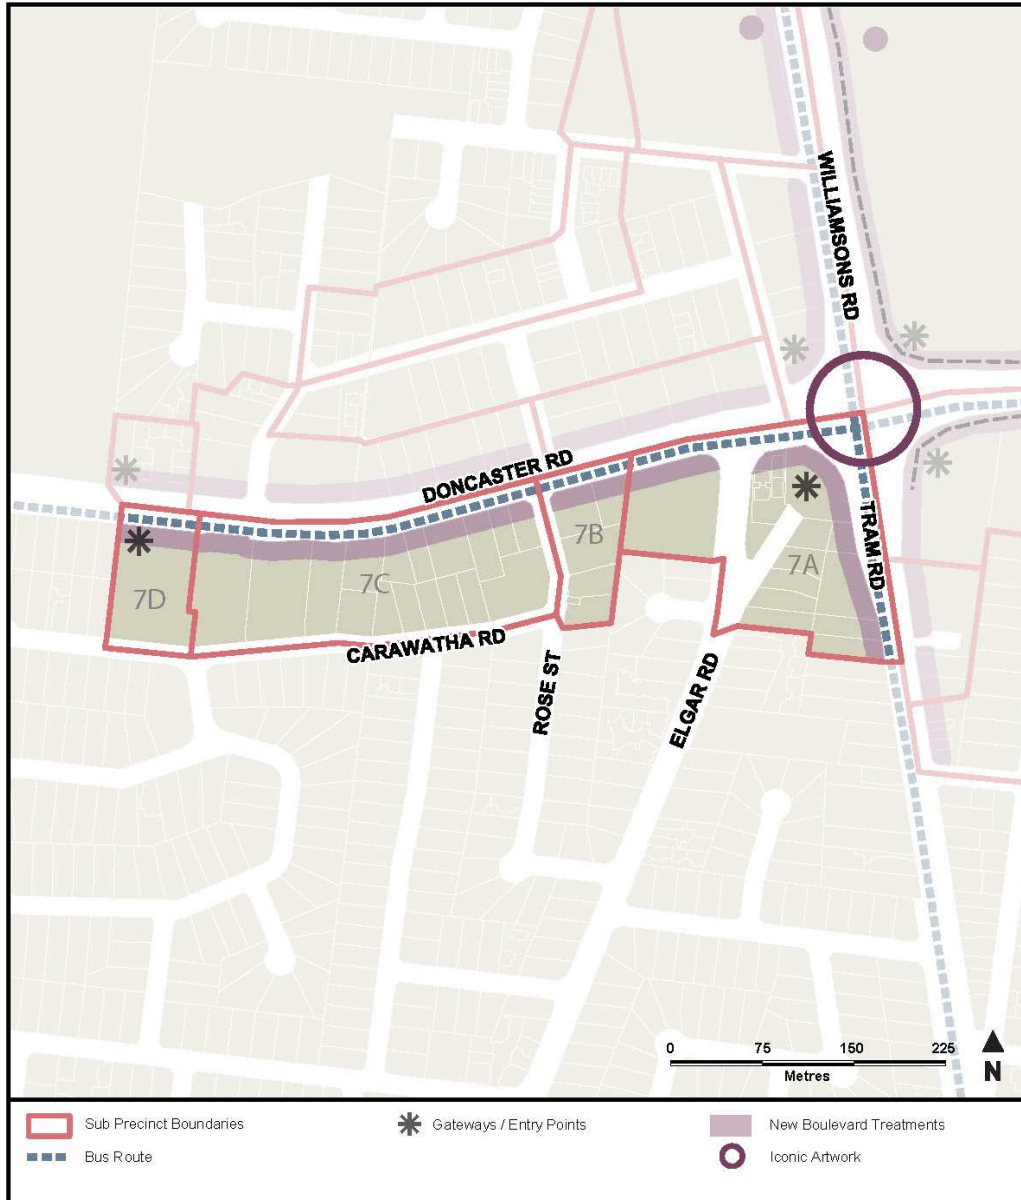 WILLIAMSONS RD
DONCASTER RD
TRAM RD
7B
7A
7C
7D
CARAWATHA RD
ROSE ST
ELGAR RD
0 75 150 225
Metres
N
Sub Precinct Boundaries
Gateways / Entry Points
New Boulevard Treatments
Bus Route
Iconic Artwork